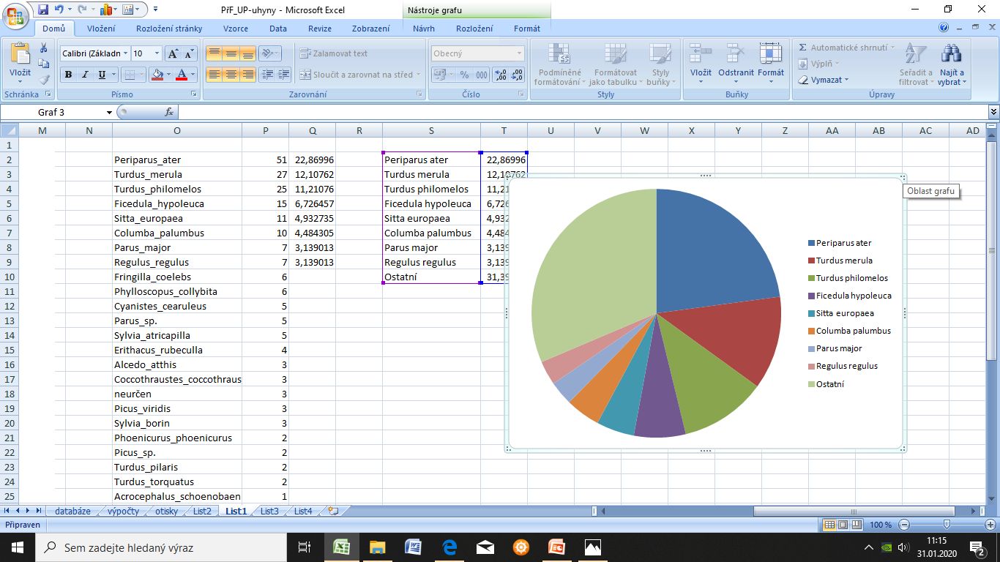 PřF_UP-uhyny - Microsoft Excel
Nástroje grafu
Domů Vložení Rozložení stránky Vzorce Data Revize Zobrazení Návrh Rozložení Formát
Vložit
Calibri (Základn 10
B I U
Zalamovat text
Sloučit a zarovnat na střed
Obecný
% 000
Podmíněné formátování
Formátovat jako tabulku
Styly buňky
Vložit Odstranit Formát
Automatické shrnutí
Výplň
Vymazat
Seřadit a filtrovat
Najít a vybrat
Schránka Písmo Zarovnání Číslo Styly Buňky Úpravy
Graf 3 fx
M N O P Q R S T U V W X Y Z AA AB AC AD
1
2 Periparus_ater 51 22,86996 Periparus ater 22,86996
3 Turdus_merula 27 12,10762 Turdus merula 12,10762
4 Turdus_philomelos 25 11,21076 Turdus philomelos 11,21
5 Ficedula_hypoleuca 15 6,726457 Ficedula hypoleuca 6,726
6 Sitta_europaea 11 4,932735 Sitta europaea 4,932
7 Columba_palumbus 10 4,484305 Columba palumbus 4,484
8 Parus_major 7 3,139013 Parus major 3,139
9 Regulus_regulus 7 3,139013 Regulus regulus 3,139
10 Fringilla_coelebs 6 Ostatní 31,39
11 Phylloscopus_collybita 6
12 Cyanistes_cearuleus 5
13 Parus_sp. 5
14 Sylvia_atricapilla 5
15 Erithacus_rubeculla 4
16 Alcedo_atthis 3
17 Coccothraustes_coccothraus 3
18 neurčen 3
19 Picus_viridis 3
20 Sylvia_borin 3
21 Phoenicurus_phoenicurus 2
22 Picus_sp. 2
23 Turdus_pilaris 2
24 Turdus_torquatus 2
25 Acrocephalus_schoenobaen 1
Oblast grafu
Periparus ater
Turdus merula
Turdus philomelos
Ficedula hypoleuca
Sitta europaea
Columba palumbus
Parus major
Regulus regulus
Ostatní
databáze výpočty otisky List2 List1 List3 List4
Připraven 100 %
Sem zadejte hledaný výraz
11:15
31.01.2020
2